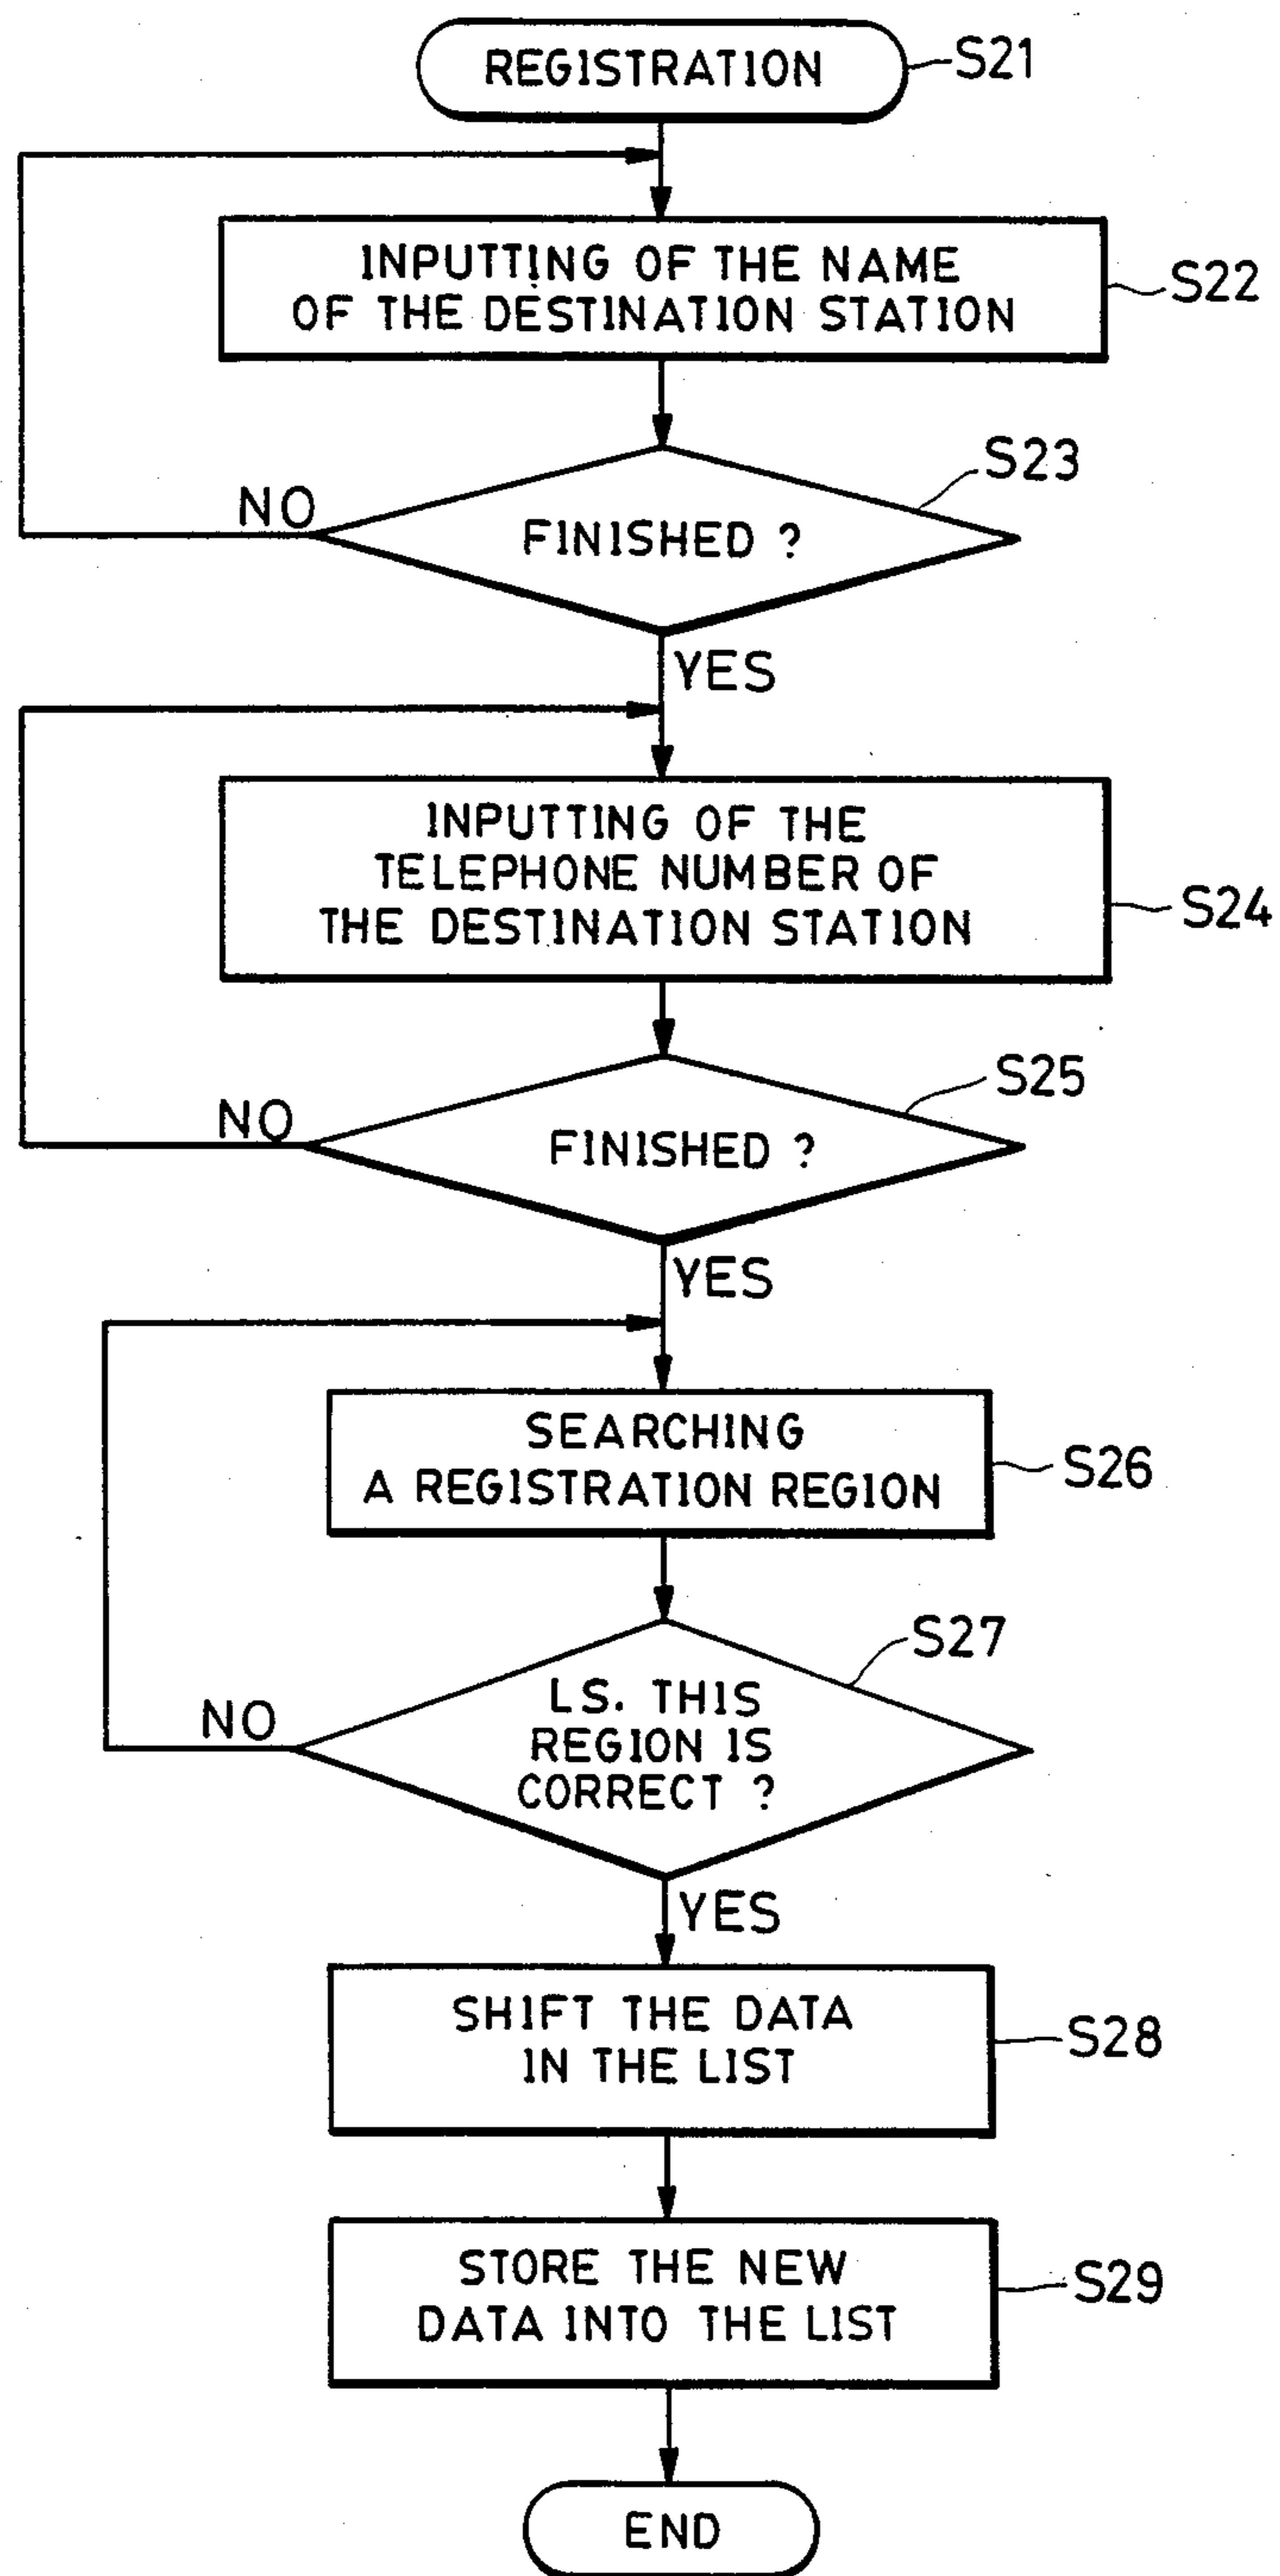 REGISTRATION
S21
INPUTTING OF THE NAME
OF THE DESTINATION STATION
S22
S23
FINISHED ?
NO
YES
INPUTTING OF THE
TELEPHONE NUMBER OF
THE DESTINATION STATION
S24
S25
FINISHED ?
NO
YES
SEARCHING
A REGISTRATION REGION
S26
S27
LS. THIS
REGION IS
CORRECT ?
NO
YES
SHIFT THE DATA
IN THE LIST
S28
STORE THE NEW
DATA INTO THE LIST
S29
END